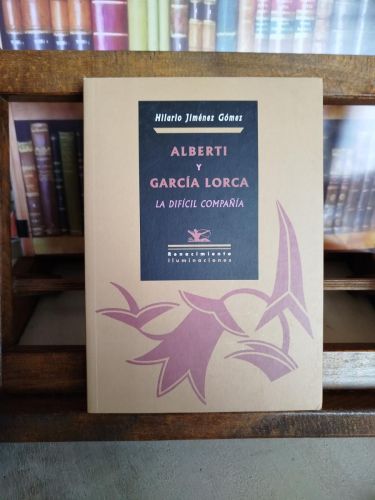 Hilario Jiménez Gómez
ALBERTI
Y
GARCÍA LORCA
LA DIFÍCIL COMPAÑÍA
Renacimiento
Iluminaciones